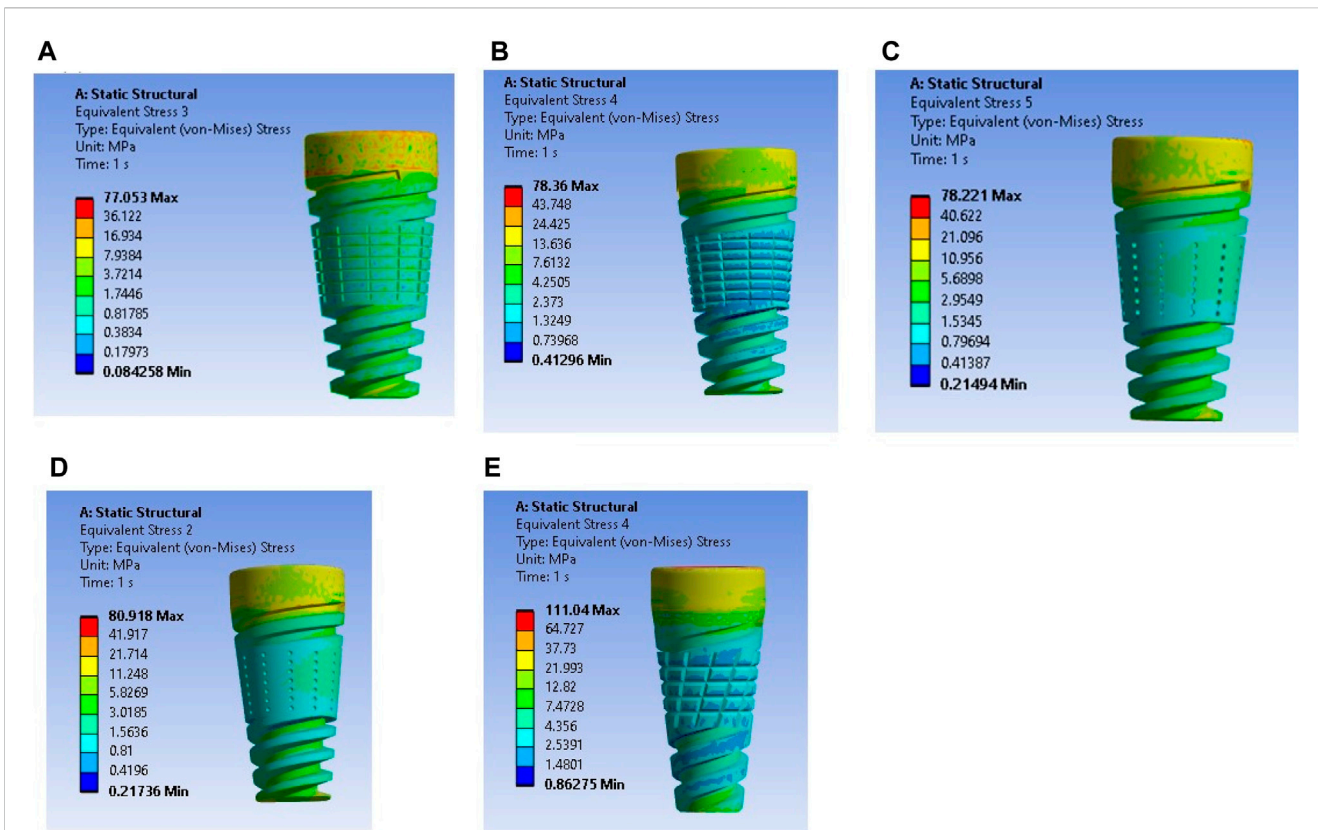 A
A: Static Structural
Equivalent Stress 3
Type: Equivalent (von-Mises) Stress
Unit: MPa
Time: 1 s
77.053 Max
36.122
16.934
7.9384
3.7214
1.7446
0.81785
0.3834
0.17973
0.084258 Min
B
A: Static Structural
Equivalent Stress 4
Type: Equivalent (von-Mises) Stress
Unit: MPa
Time: 1 s
78.36 Max
43.748
24.425
13.636
7.6132
4.2505
2.373
1.3249
0.73968
0.41296 Min
C
A: Static Structural
Equivalent Stress 5
Type: Equivalent (von-Mises) Stress
Unit: MPa
Time: 1 s
78.221 Max
40.622
21.096
10.956
5.6898
2.9549
1.5345
0.79694
0.41387
0.21494 Min
D
A: Static Structural
Equivalent Stress 2
Type: Equivalent (von-Mises) Stress
Unit: MPa
Time: 1 s
80.918 Max
41.917
21.714
11.248
5.8269
3.0185
1.5636
0.81
0.4196
0.21736 Min
E
A: Static Structural
Equivalent Stress 4
Type: Equivalent (von-Mises) Stress
Unit: MPa
Time: 1 s
111.04 Max
64.727
37.73
21.993
12.82
7.4728
4.356
2.5391
1.4801
0.86275 Min